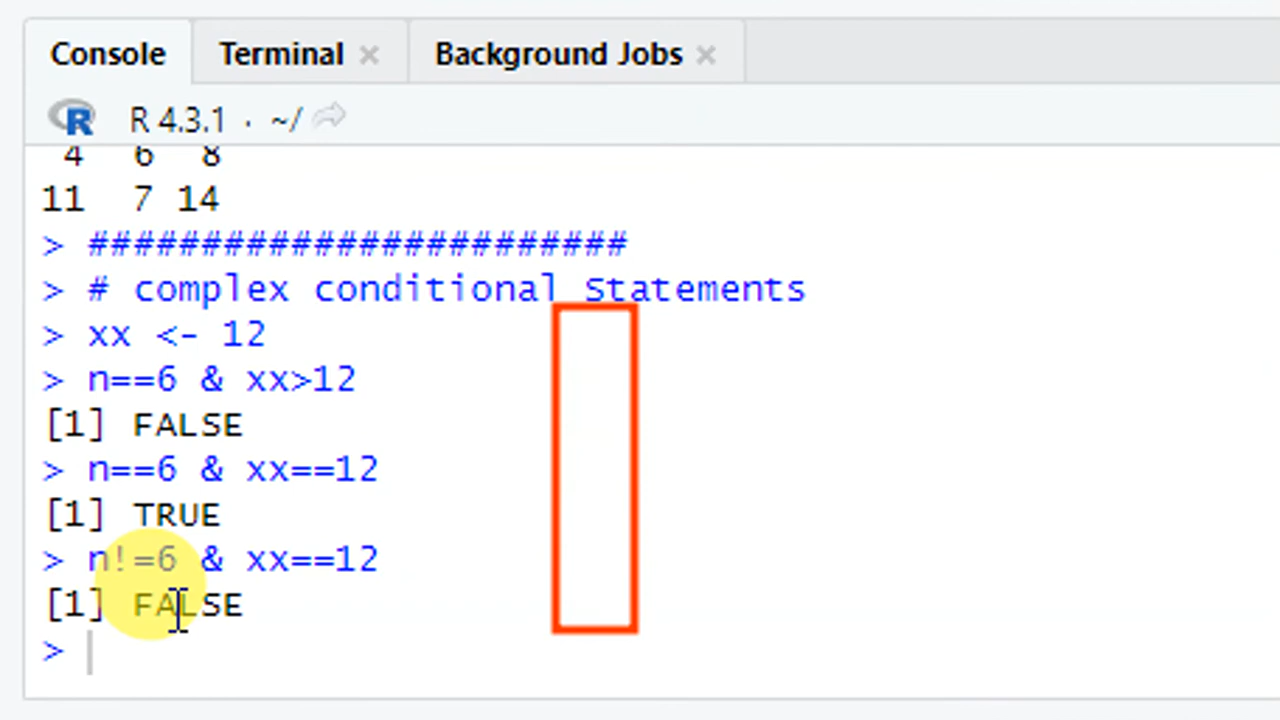 Console Terminal Background Jobs
R R 4.3.1 · ~/
4 6 8
11 7 14
> ########################
> # complex conditional Statements
> xx <- 12
> n==6 & xx>12
[1] FALSE
> n==6 & xx==12
[1] TRUE
> n!=6 & xx==12
[1] FALSE
>